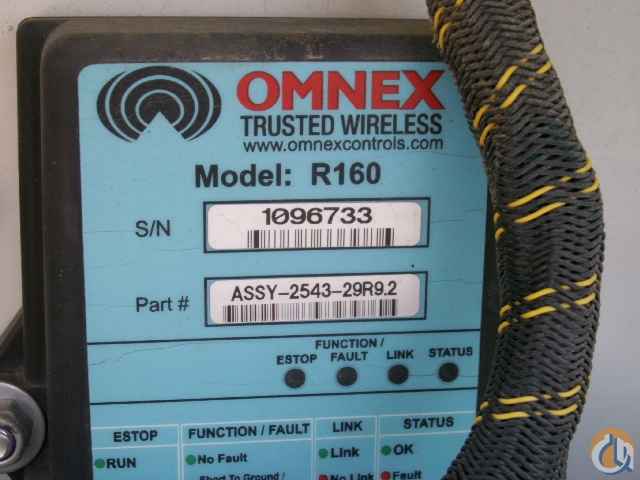 OMNEX
TRUSTED WIRELESS
www.omnexcontrols.com
Model: R160
S/N 1096733
Part # ASSY-2543-29R9.2
ESTOP FUNCTION / FAULT LINK STATUS
ESTOP FUNCTION / FAULT LINK STATUS
RUN No Fault Link OK
Short To Ground / No Link Fault